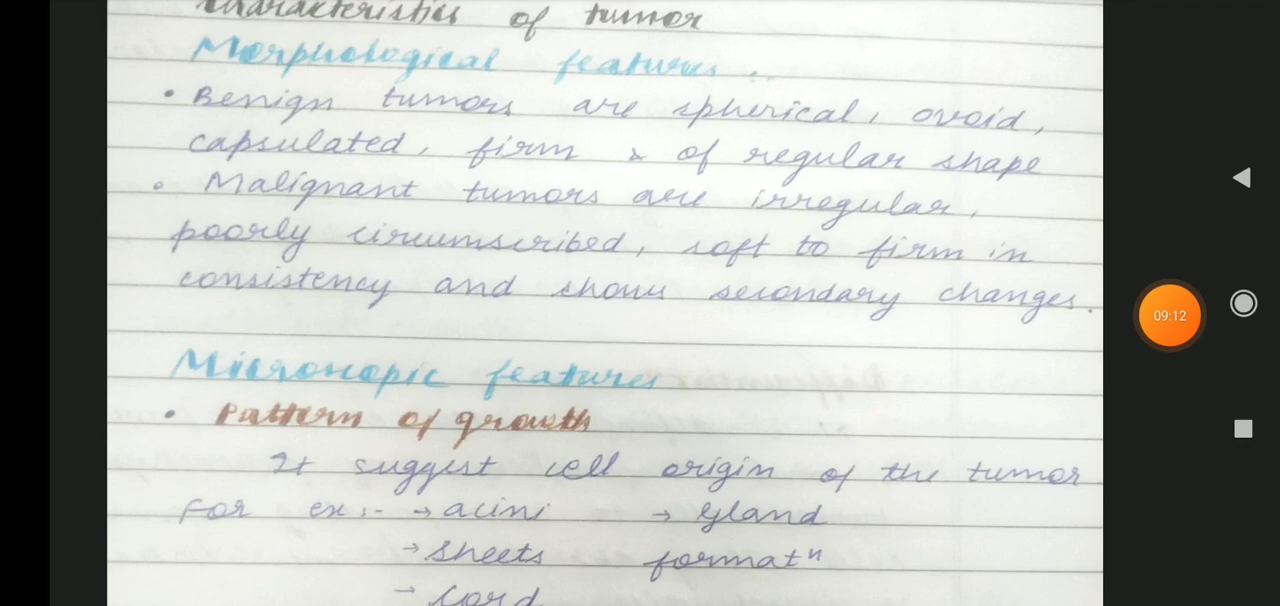 Characteristics of tumor
Morphological features :-
• Benign tumors are spherical, ovoid,
capsulated, firm & of regular shape
• Malignant tumors are irregular,
poorly circumscribed, soft to firm in
consistency and shows secondary changes.
Microscopic features
• Pattern of growth
It suggest cell origin of the tumor
For ex:- → acini → Gland
→ sheets formatⁿ
→ cord
09:12